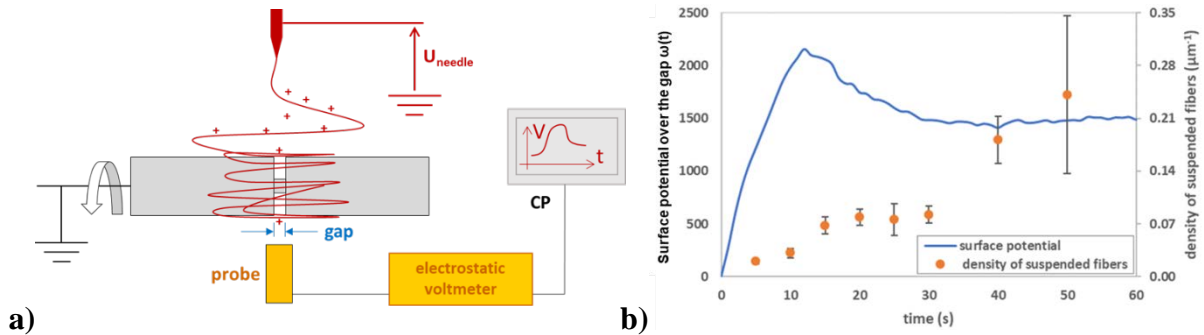 U needle
V
t
CP
gap
probe
electrostatic
voltmeter
a)
b)
Surface potential over the gap ω(t)
2500
2000
1500
1000
500
0
0.35
0.28
0.21
0.14
0.07
0.00
density of suspended fibers (µm⁻¹)
surface potential
density of suspended fibers
0 10 20 30 40 50 60
time (s)